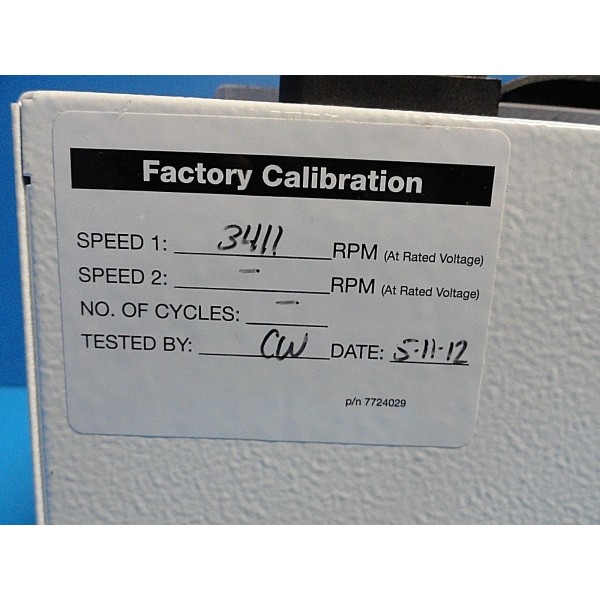 Factory Calibration
SPEED 1: 3411 RPM (At Rated Voltage)
SPEED 2: - RPM (At Rated Voltage)
NO. OF CYCLES: -
TESTED BY: CW DATE: 5-11-12
p/n 7724029